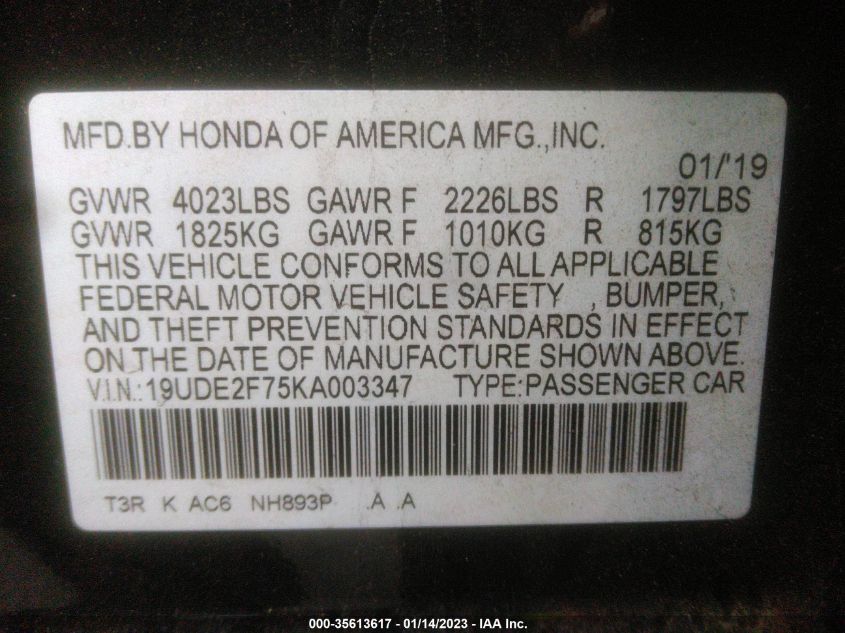 MFD.BY HONDA OF AMERICA MFG.,INC.
01/'19
GVWR 4023LBS GAWR F 2226LBS R 1797LBS
GVWR 1825KG GAWR F 1010KG R 815KG
THIS VEHICLE CONFORMS TO ALL APPLICABLE
FEDERAL MOTOR VEHICLE SAFETY , BUMPER,
AND THEFT PREVENTION STANDARDS IN EFFECT
ON THE DATE OF MANUFACTURE SHOWN ABOVE.
V.I.N.:19UDE2F75KA003347 TYPE:PASSENGER CAR
T3R K AC6 NH893P .A .A
000-35613617 - 01/14/2023 - IAA Inc.